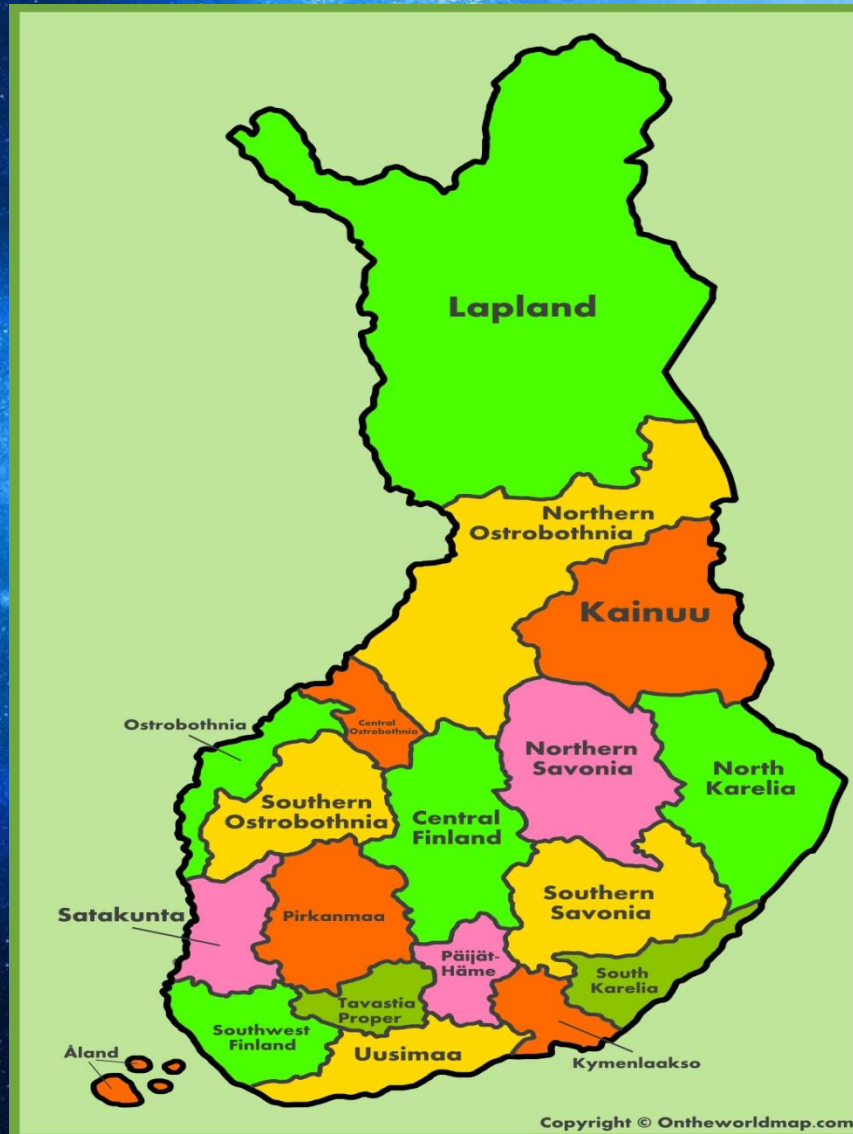 Lapland
Northern
Ostrobothnia
Kainuu
Ostrobothnia
Central
Ostrobothnia
Northern
Savonia
North
Karelia
Southern
Ostrobothnia
Central
Finland
Satakunta
Pirkanmaa
Southern
Savonia
Päijät-
Häme
South
Karelia
Tavastia
Proper
Southwest
Finland
Uusimaa
Åland
Kymenlaakso
Copyright © Ontheworldmap.com